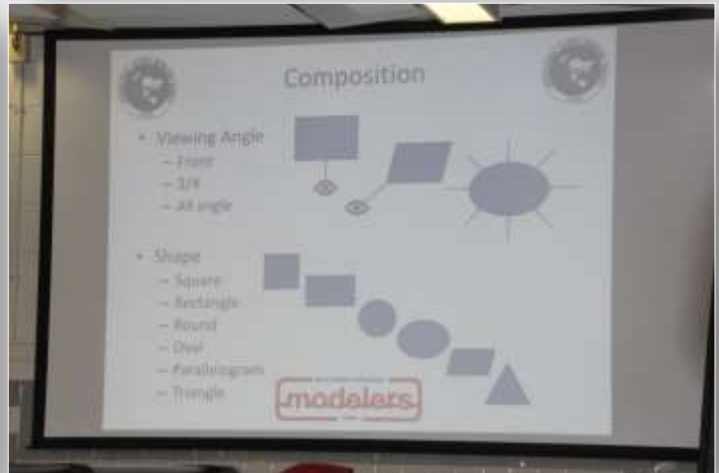 Composition
• Viewing Angle
– Front
– 3/4
– All angle
• Shape
– Square
– Rectangle
– Round
– Oval
– Parallelogram
– Triangle
modelers